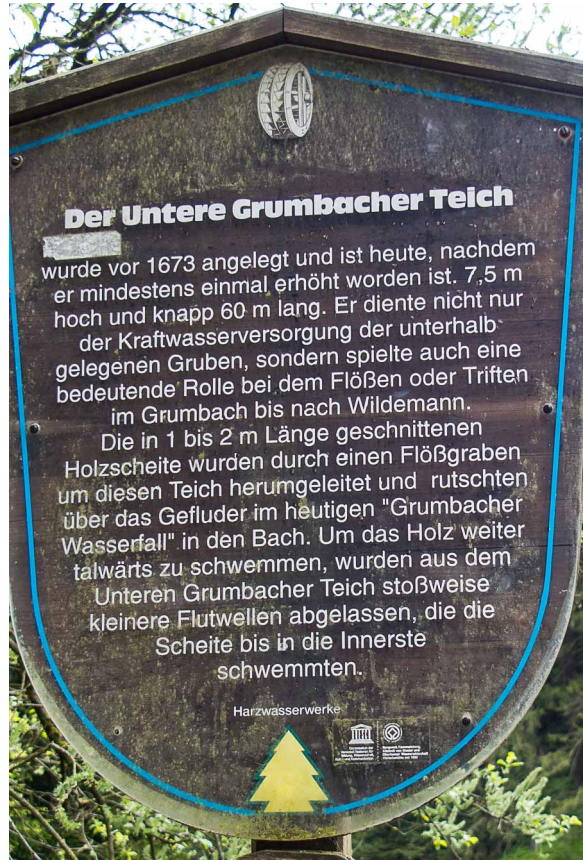 Der Untere Grumbacher Teich
wurde vor 1673 angelegt und ist heute, nachdem
er mindestens einmal erhöht worden ist. 7,5 m
hoch und knapp 60 m lang. Er diente nicht nur
der Kraftwasserversorgung der unterhalb
gelegenen Gruben, sondern spielte auch eine
bedeutende Rolle bei dem Flößen oder Triften
im Grumbach bis nach Wildemann.
Die in 1 bis 2 m Länge geschnittenen
Holzscheite wurden durch einen Flößgraben
um diesen Teich herumgeleitet und rutschten
über das Gefluder im heutigen "Grumbacher
Wasserfall" in den Bach. Um das Holz weiter
talwärts zu schwemmen, wurden aus dem
Unteren Grumbacher Teich stoßweise
kleinere Flutwellen abgelassen, die die
Scheite bis in die Innerste
schwemmten.
Harzwasserwerke